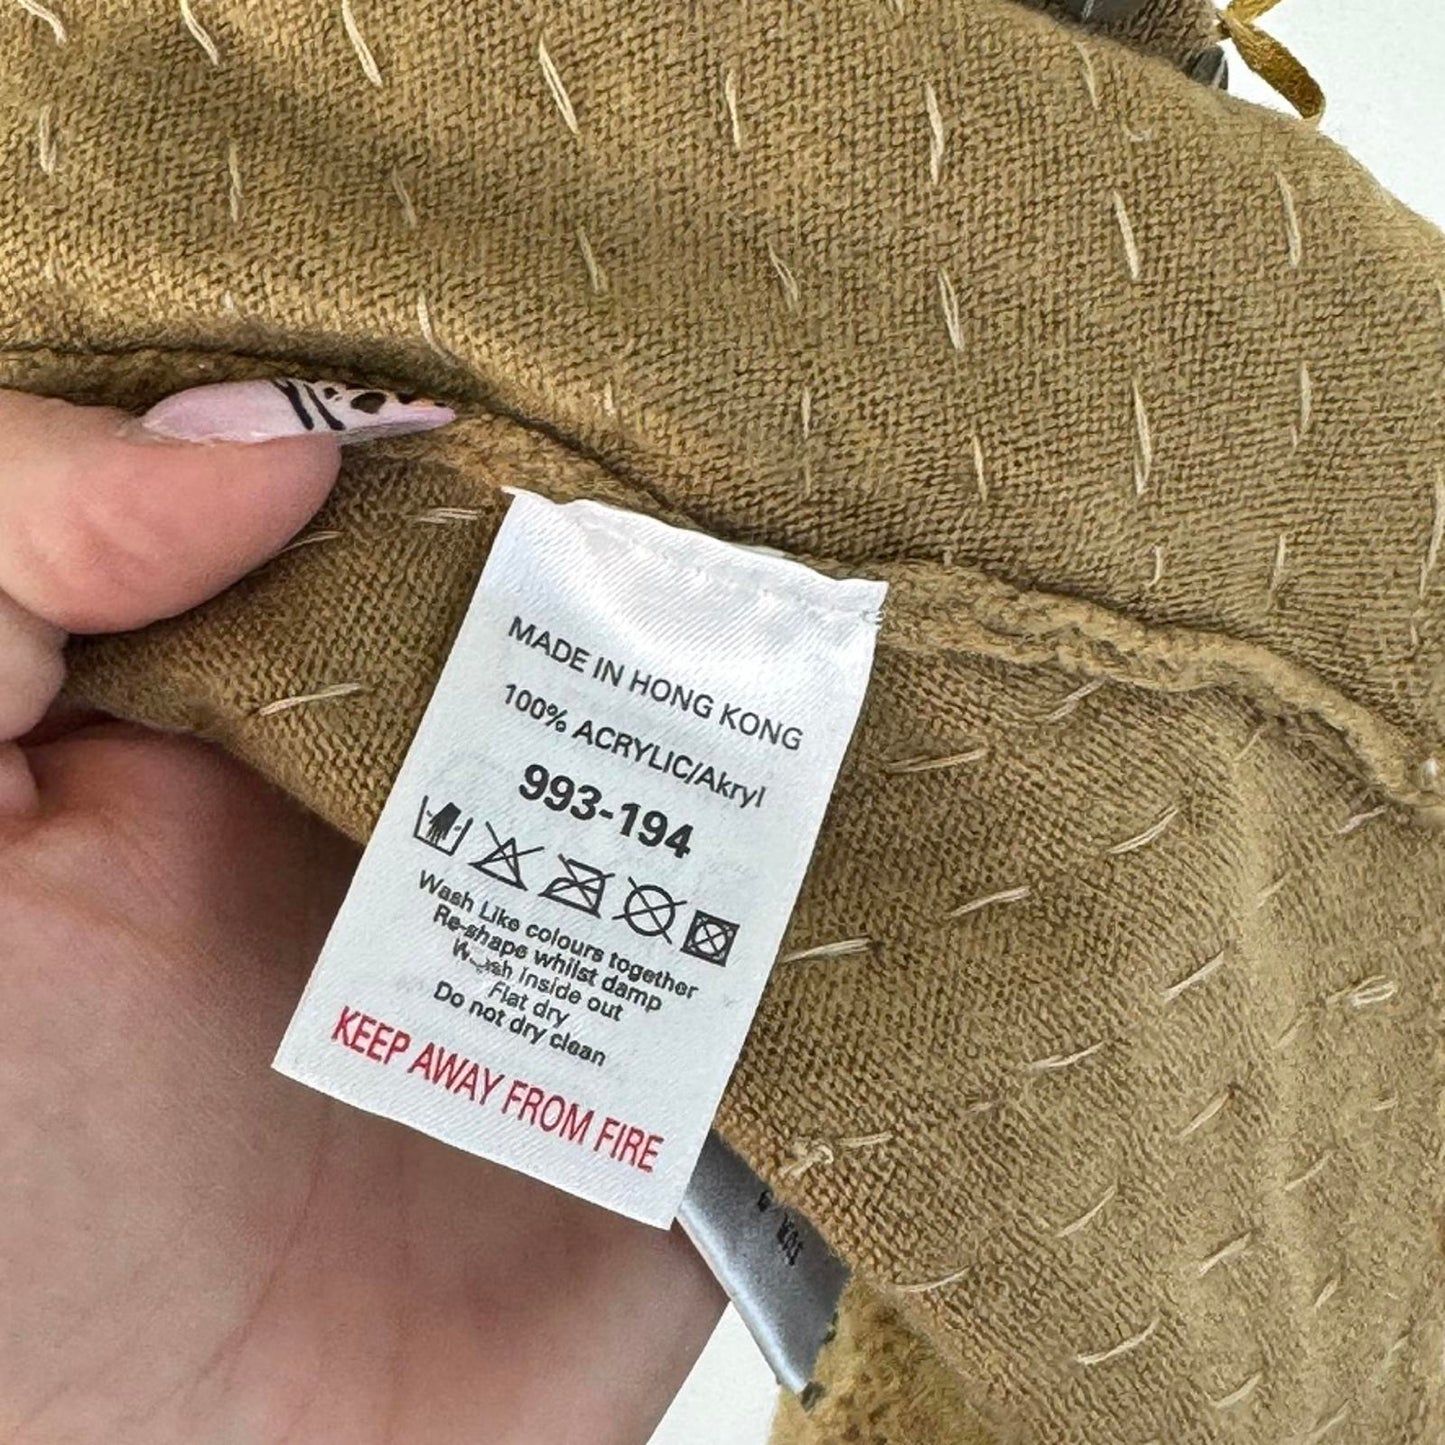 MADE IN HONG KONG
100% ACRYLIC/Akryl
993-194
Wash Like colours together
Re-shape whilst damp
Wash inside out
Flat dry
Do not dry clean
KEEP AWAY FROM FIRE